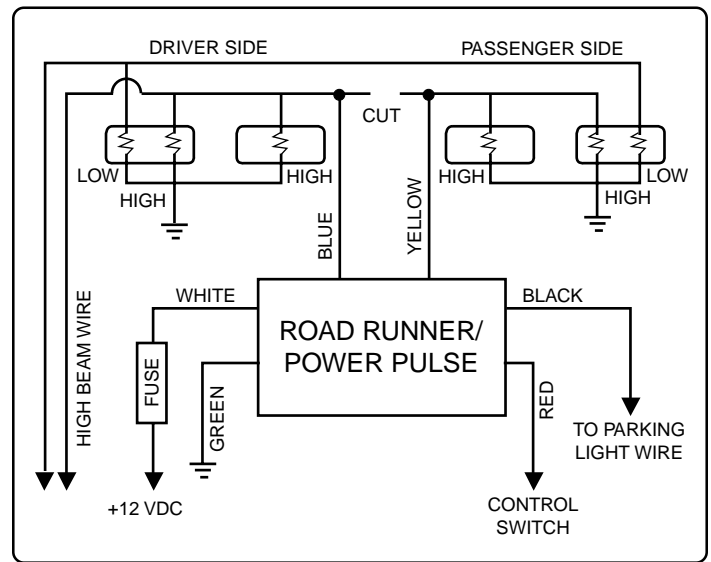 DRIVER SIDE
PASSENGER SIDE
CUT
LOW
HIGH
HIGH
HIGH
HIGH
LOW
BLUE
YELLOW
HIGH BEAM WIRE
WHITE
BLACK
ROAD RUNNER/
POWER PULSE
FUSE
GREEN
RED
+12 VDC
TO PARKING
LIGHT WIRE
CONTROL
SWITCH